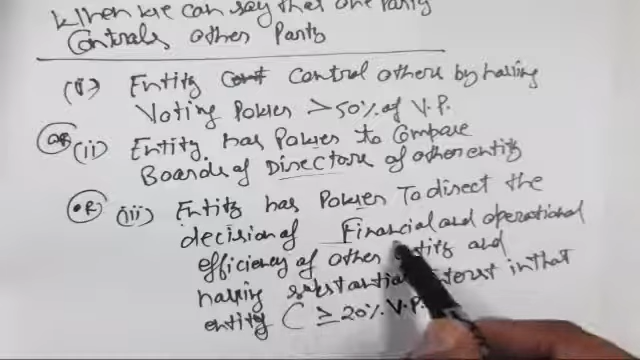 When we can say that one Party
Controls other Party
(i) Entity Cont control others by having
Voting Power > 50% of V.P.
OR (ii) Entity has Power to Compare
Boards of Directors of other entity
OR (iii) Entity has Power To direct the
decision of Financial and operational
efficiency of other entity and
having substantial interest in that
entity C ≥ 20% V.P.